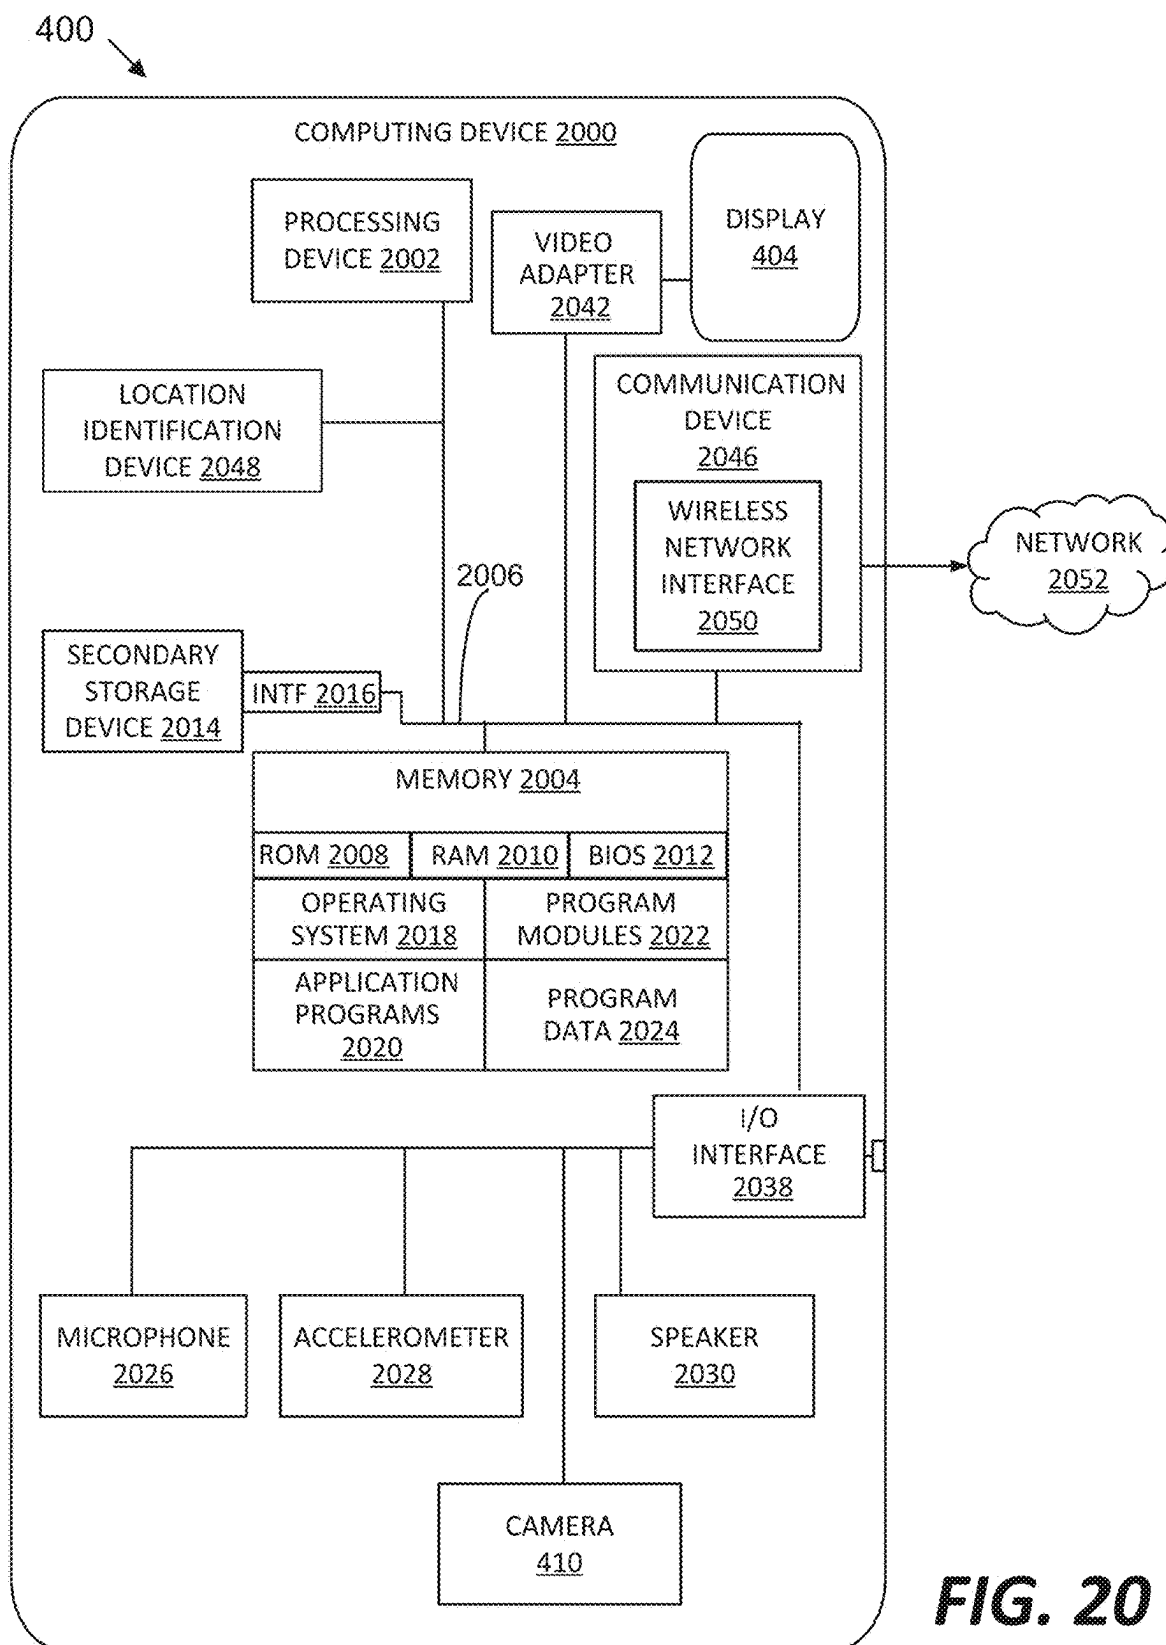 400
COMPUTING DEVICE 2000
PROCESSING
DEVICE 2002
VIDEO
ADAPTER
2042
DISPLAY
404
LOCATION
IDENTIFICATION
DEVICE 2048
COMMUNICATION
DEVICE
2046
WIRELESS
NETWORK
INTERFACE
2050
NETWORK
2052
2006
SECONDARY
STORAGE
DEVICE 2014
INTF 2016
MEMORY 2004
ROM 2008
RAM 2010
BIOS 2012
OPERATING
SYSTEM 2018
PROGRAM
MODULES 2022
APPLICATION
PROGRAMS
2020
PROGRAM
DATA 2024
I/O
INTERFACE
2038
MICROPHONE
2026
ACCELEROMETER
2028
SPEAKER
2030
CAMERA
410
FIG. 20